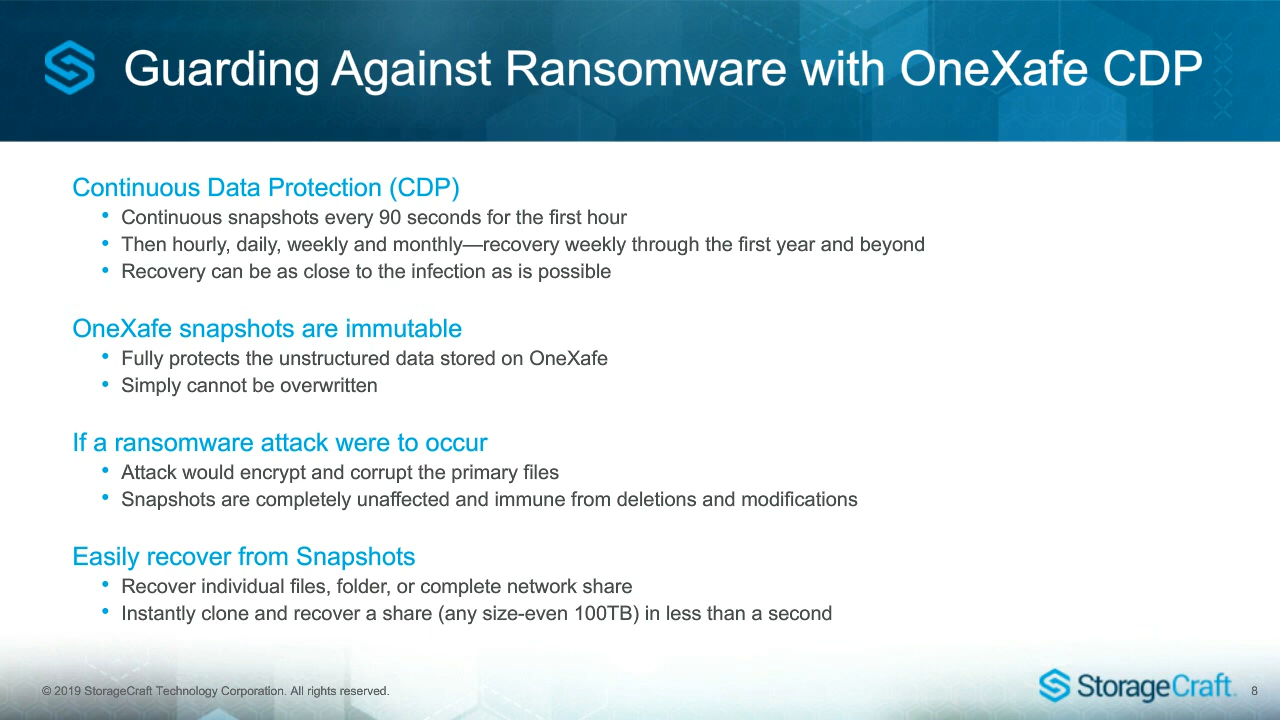 Guarding Against Ransomware with OneXafe CDP
Continuous Data Protection (CDP)
• Continuous snapshots every 90 seconds for the first hour
• Then hourly, daily, weekly and monthly—recovery weekly through the first year and beyond
• Recovery can be as close to the infection as is possible
OneXafe snapshots are immutable
• Fully protects the unstructured data stored on OneXafe
• Simply cannot be overwritten
If a ransomware attack were to occur
• Attack would encrypt and corrupt the primary files
• Snapshots are completely unaffected and immune from deletions and modifications
Easily recover from Snapshots
• Recover individual files, folder, or complete network share
• Instantly clone and recover a share (any size-even 100TB) in less than a second
© 2019 StorageCraft Technology Corporation. All rights reserved.
StorageCraft
8